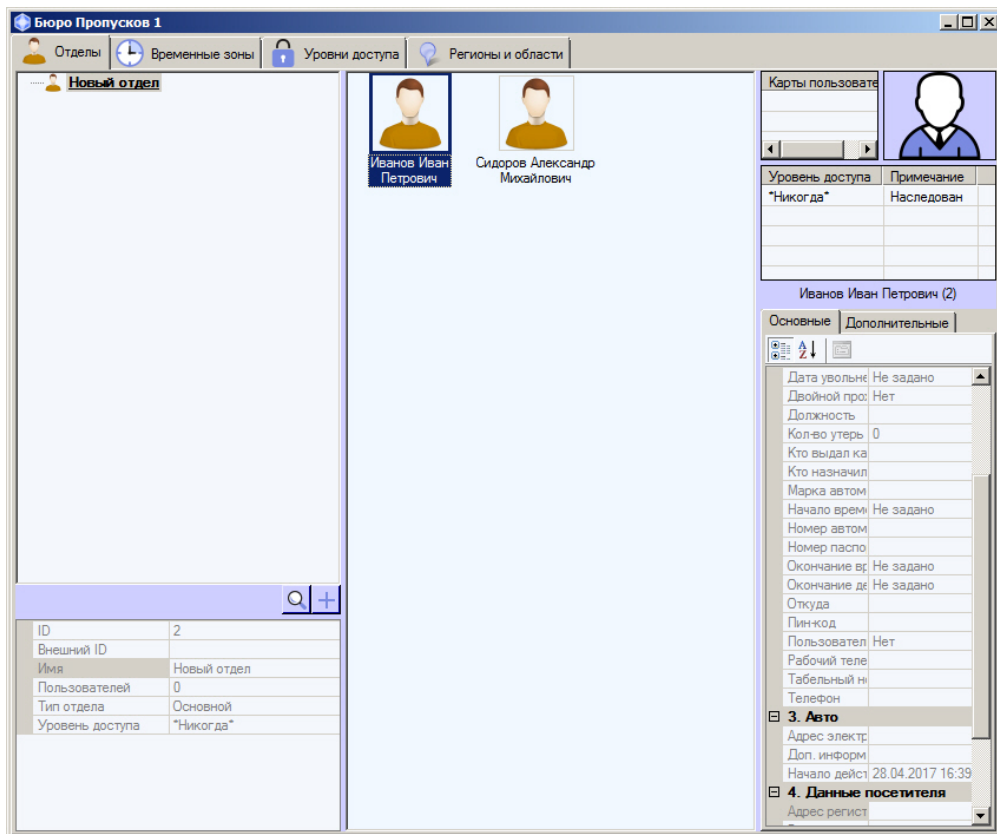 Бюро Пропусков 1
Отделы
Временные зоны
Уровни доступа
Регионы и области
Новый отдел
Иванов Иван
Петрович
Сидоров Александр
Михайлович
ID 2
Внешний ID
Имя Новый отдел
Пользователей 0
Тип отдела Основной
Уровень доступа *Никогда*
Карты пользовате
Уровень доступа Примечание
*Никогда* Наследован
Иванов Иван Петрович (2)
Основные Дополнительные
Дата увольне Не задано
Двойной про: Нет
Должность
Кол-во утерь 0
Кто выдал ка
Кто назначил
Марка автом
Начало врем Не задано
Номер автом
Номер паспо
Окончание вр Не задано
Окончание де Не задано
Откуда
Пин-код
Пользовател Нет
Рабочий теле
Табельный н
Телефон
3. Авто
Адрес электр
Доп. информ
Начало дейст 28.04.2017 16:39
4. Данные посетителя
Адрес регист